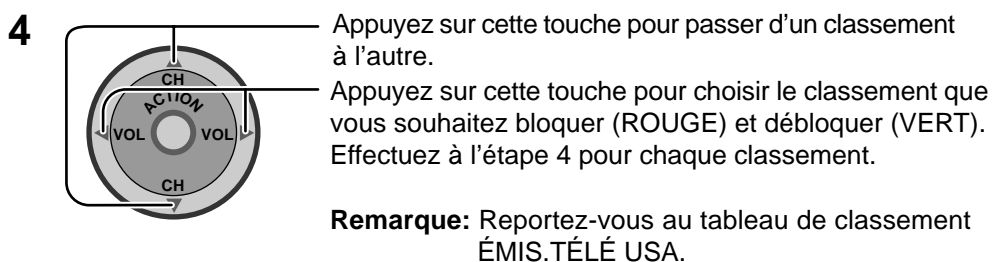 4
Appuyez sur cette touche pour passer d'un classement
à l'autre.
CH
ACTION
VOL VOL
CH
Appuyez sur cette touche pour choisir le classement que
vous souhaitez bloquer (ROUGE) et débloquer (VERT).
Effectuez à l'étape 4 pour chaque classement.
Remarque: Reportez-vous au tableau de classement
ÉMIS.TÉLÉ USA.